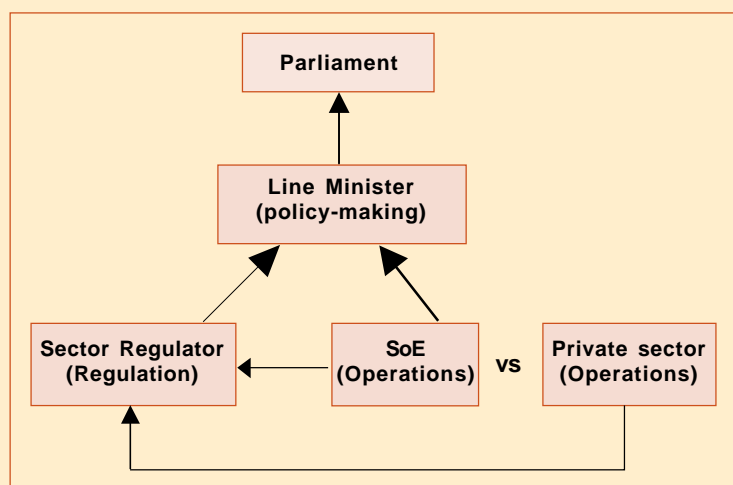 Parliament
Line Minister
(policy-making)
Sector Regulator
(Regulation)
SoE
(Operations)
vs
Private sector
(Operations)